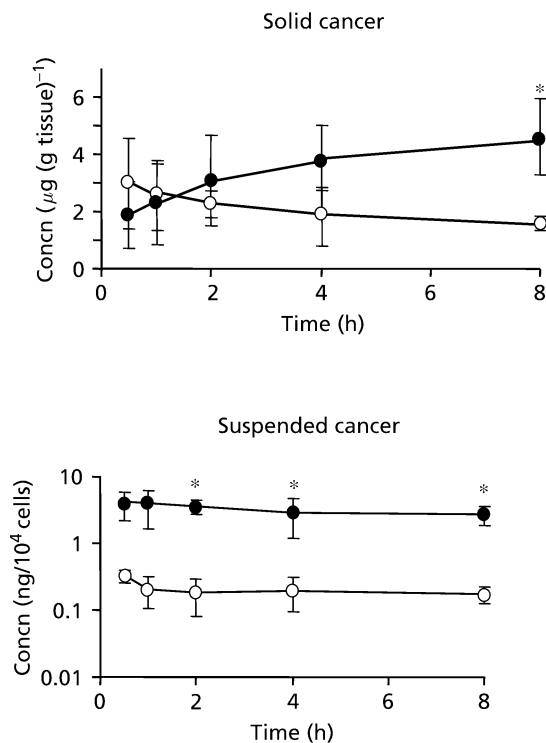 Solid cancer
*
6
4
2
0
0 2 4 6 8
Concn (μg (g tissue)⁻¹)
Time (h)
Suspended cancer
* * *
10
1
0.1
0.01
0 2 4 6 8
Concn (ng/10⁴ cells)
Time (h)